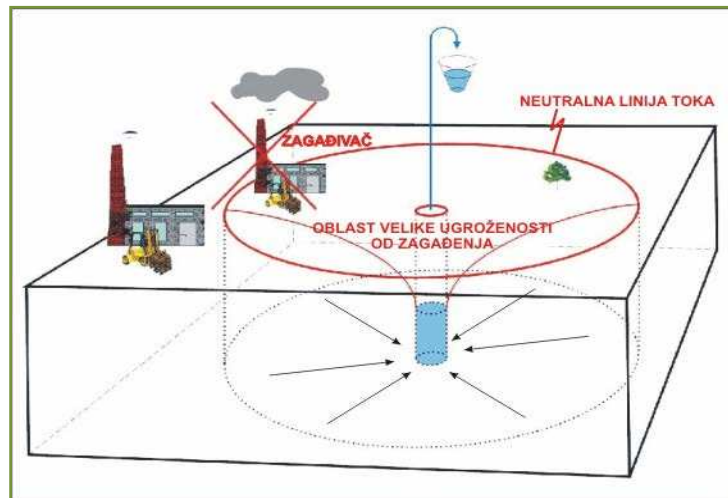 NEUTRALNA LINIJA TOKA
ZAGAĐIVAČ
OBLAST VELIKE UGROŽENOSTI
OD ZAGAĐENJA